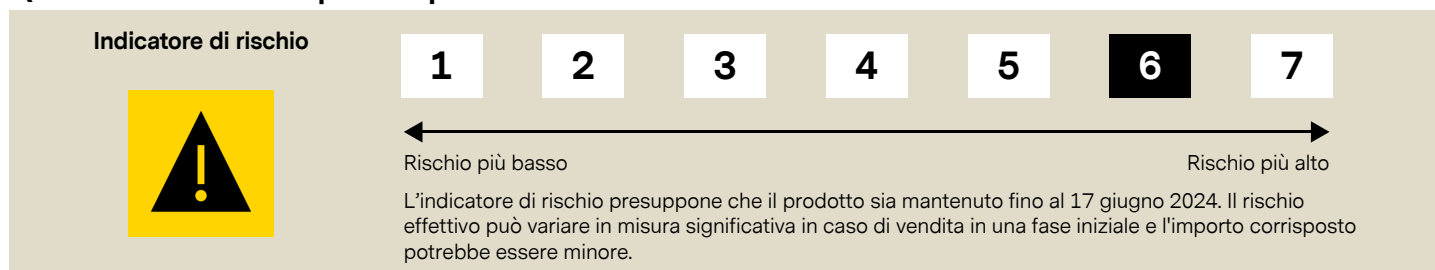 Indicatore di rischio
1 2 3 4 5 6 7
Rischio più basso Rischio più alto
L'indicatore di rischio presuppone che il prodotto sia mantenuto fino al 17 giugno 2024. Il rischio
effettivo può variare in misura significativa in caso di vendita in una fase iniziale e l'importo corrisposto
potrebbe essere minore.